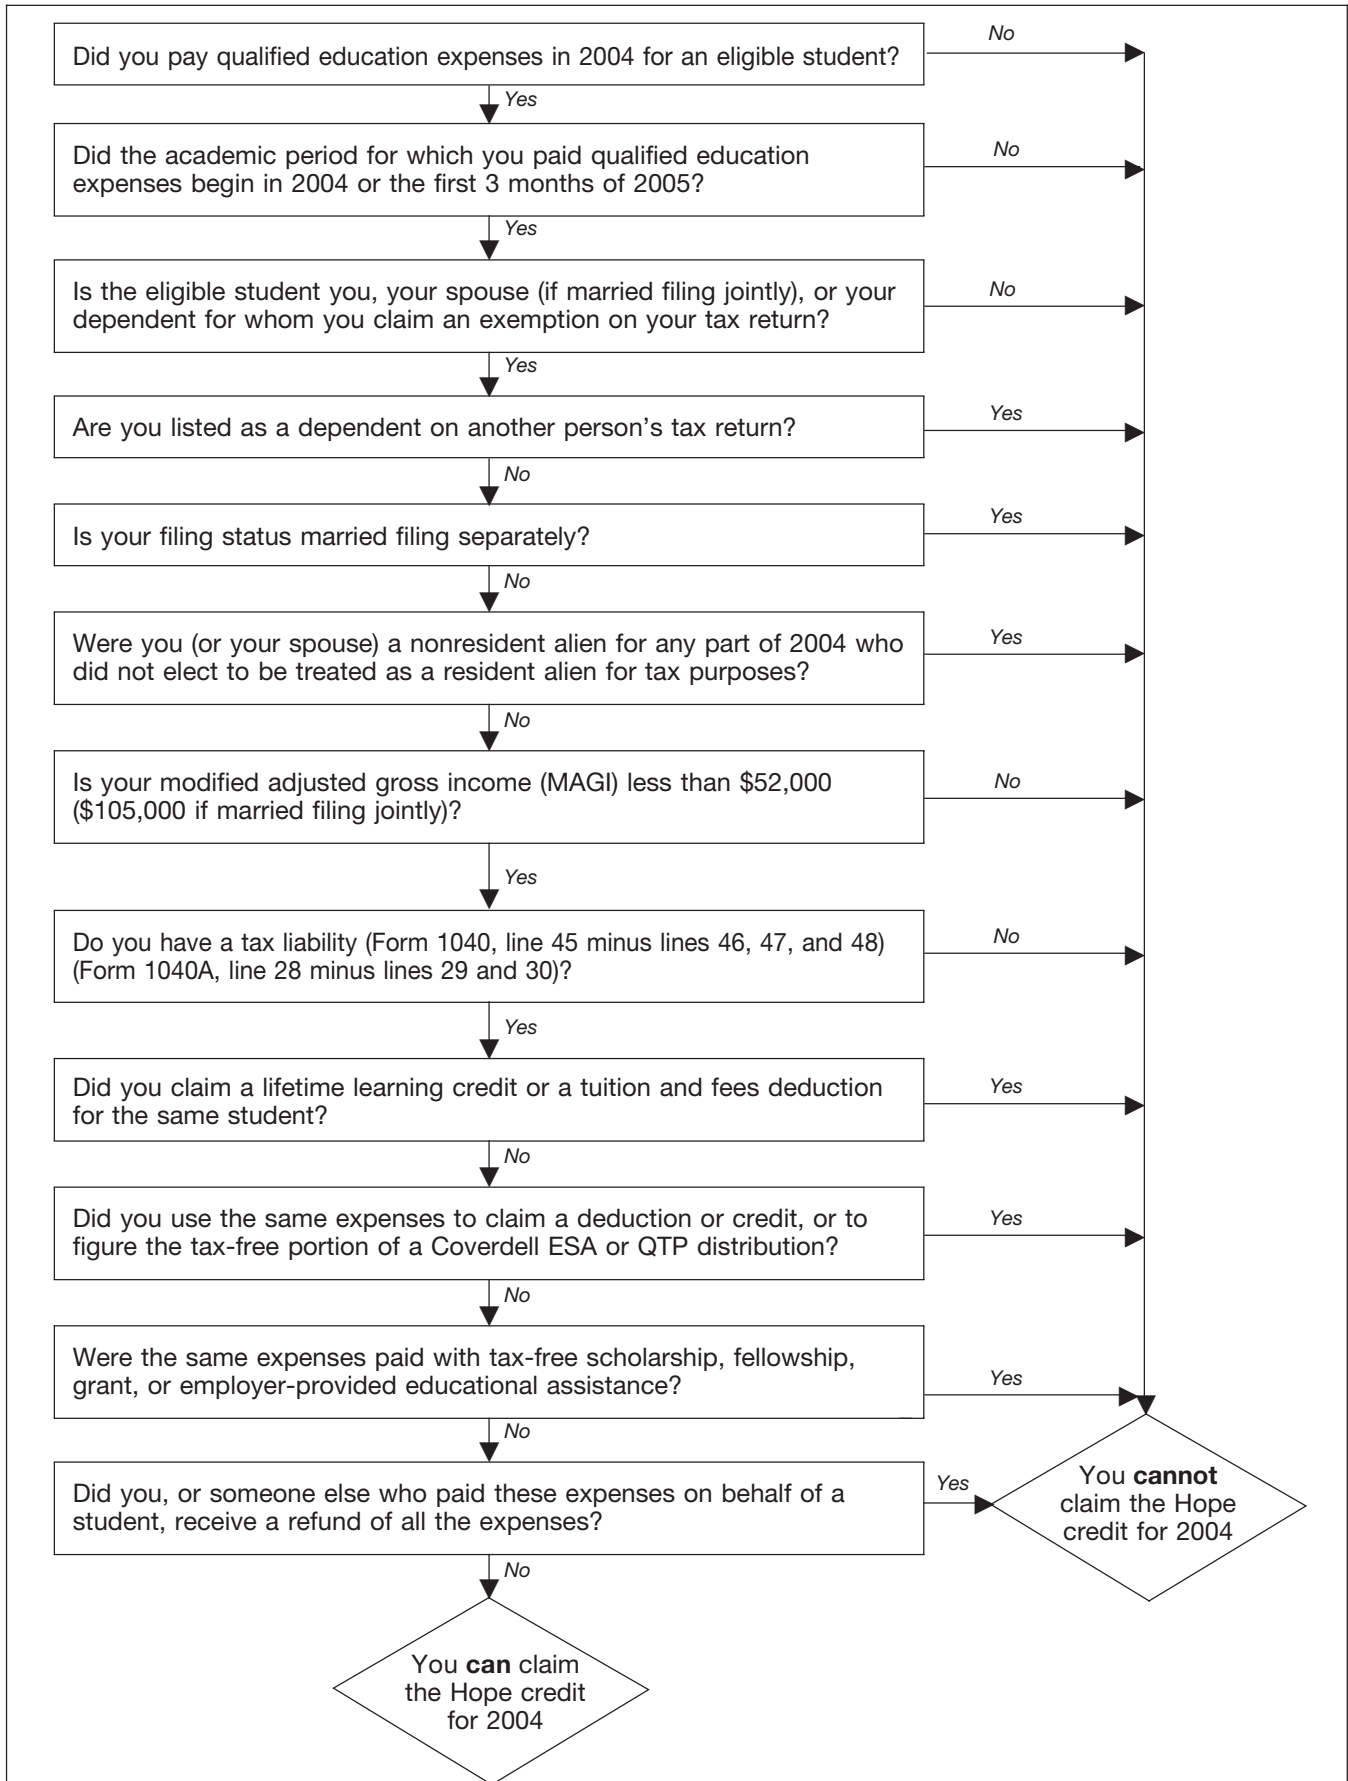 Did you pay qualified education expenses in 2004 for an eligible student?
No
Yes
Did the academic period for which you paid qualified education
expenses begin in 2004 or the first 3 months of 2005?
No
Yes
Is the eligible student you, your spouse (if married filing jointly), or your
dependent for whom you claim an exemption on your tax return?
No
Yes
Are you listed as a dependent on another person's tax return?
Yes
No
Is your filing status married filing separately?
Yes
No
Were you (or your spouse) a nonresident alien for any part of 2004 who
did not elect to be treated as a resident alien for tax purposes?
Yes
No
Is your modified adjusted gross income (MAGI) less than $52,000
($105,000 if married filing jointly)?
No
Yes
Do you have a tax liability (Form 1040, line 45 minus lines 46, 47, and 48)
(Form 1040A, line 28 minus lines 29 and 30)?
No
Yes
Did you claim a lifetime learning credit or a tuition and fees deduction
for the same student?
Yes
No
Did you use the same expenses to claim a deduction or credit, or to
figure the tax-free portion of a Coverdell ESA or QTP distribution?
Yes
No
Were the same expenses paid with tax-free scholarship, fellowship,
grant, or employer-provided educational assistance?
Yes
No
Did you, or someone else who paid these expenses on behalf of a
student, receive a refund of all the expenses?
Yes
You cannot
claim the Hope
credit for 2004
No
You can claim
the Hope credit
for 2004